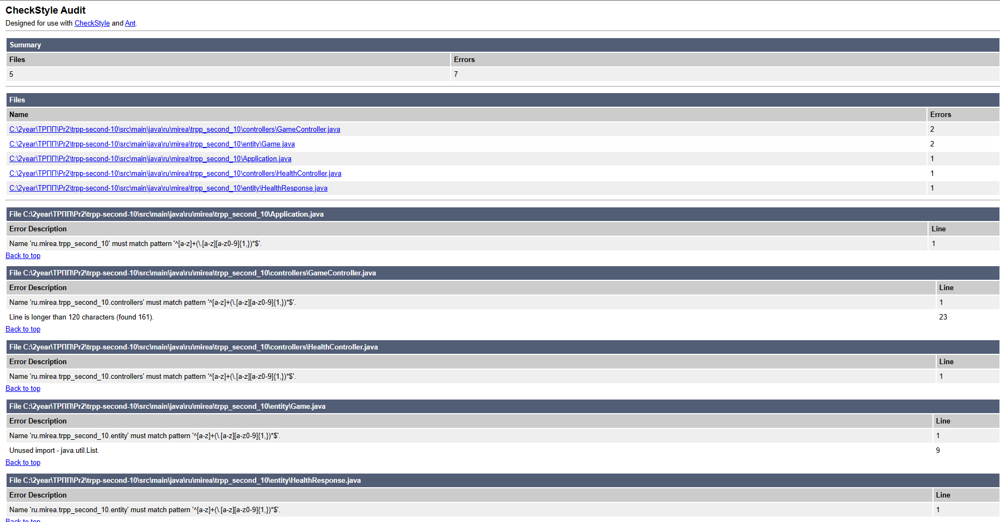 CheckStyle Audit
Designed for use with CheckStyle and Ant.
Summary
Files Errors
5 7
Files
Name Errors
C:\2year\ТРПП\Pr2\trpp-second-10\src\main\java\ru\mirea\trpp_second_10\controllers\GameController.java 2
C:\2year\ТРПП\Pr2\trpp-second-10\src\main\java\ru\mirea\trpp_second_10\entity\Game.java 2
C:\2year\ТРПП\Pr2\trpp-second-10\src\main\java\ru\mirea\trpp_second_10\Application.java 1
C:\2year\ТРПП\Pr2\trpp-second-10\src\main\java\ru\mirea\trpp_second_10\controllers\HealthController.java 1
C:\2year\ТРПП\Pr2\trpp-second-10\src\main\java\ru\mirea\trpp_second_10\entity\HealthResponse.java 1
File C:\2year\ТРПП\Pr2\trpp-second-10\src\main\java\ru\mirea\trpp_second_10\Application.java
Error Description Line
Name 'ru.mirea.trpp_second_10' must match pattern '^[a-z]+(\.[a-z][a-z0-9]{1,})*$'. 1
Back to top
File C:\2year\ТРПП\Pr2\trpp-second-10\src\main\java\ru\mirea\trpp_second_10\controllers\GameController.java
Error Description Line
Name 'ru.mirea.trpp_second_10.controllers' must match pattern '^[a-z]+(\.[a-z][a-z0-9]{1,})*$'. 1
Line is longer than 120 characters (found 161). 23
Back to top
File C:\2year\ТРПП\Pr2\trpp-second-10\src\main\java\ru\mirea\trpp_second_10\controllers\HealthController.java
Error Description Line
Name 'ru.mirea.trpp_second_10.controllers' must match pattern '^[a-z]+(\.[a-z][a-z0-9]{1,})*$'. 1
Back to top
File C:\2year\ТРПП\Pr2\trpp-second-10\src\main\java\ru\mirea\trpp_second_10\entity\Game.java
Error Description Line
Name 'ru.mirea.trpp_second_10.entity' must match pattern '^[a-z]+(\.[a-z][a-z0-9]{1,})*$'. 1
Unused import - java.util.List. 9
Back to top
File C:\2year\ТРПП\Pr2\trpp-second-10\src\main\java\ru\mirea\trpp_second_10\entity\HealthResponse.java
Error Description Line
Name 'ru.mirea.trpp_second_10.entity' must match pattern '^[a-z]+(\.[a-z][a-z0-9]{1,})*$'. 1
Back to top